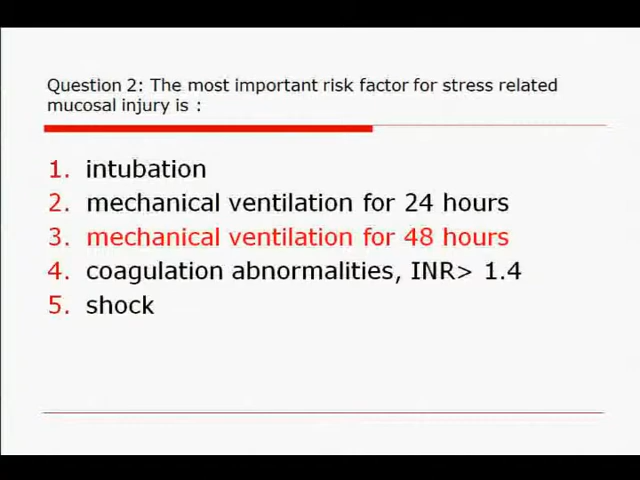 Question 2: The most important risk factor for stress related
mucosal injury is :
1. intubation
2. mechanical ventilation for 24 hours
3. mechanical ventilation for 48 hours
4. coagulation abnormalities, INR> 1.4
5. shock